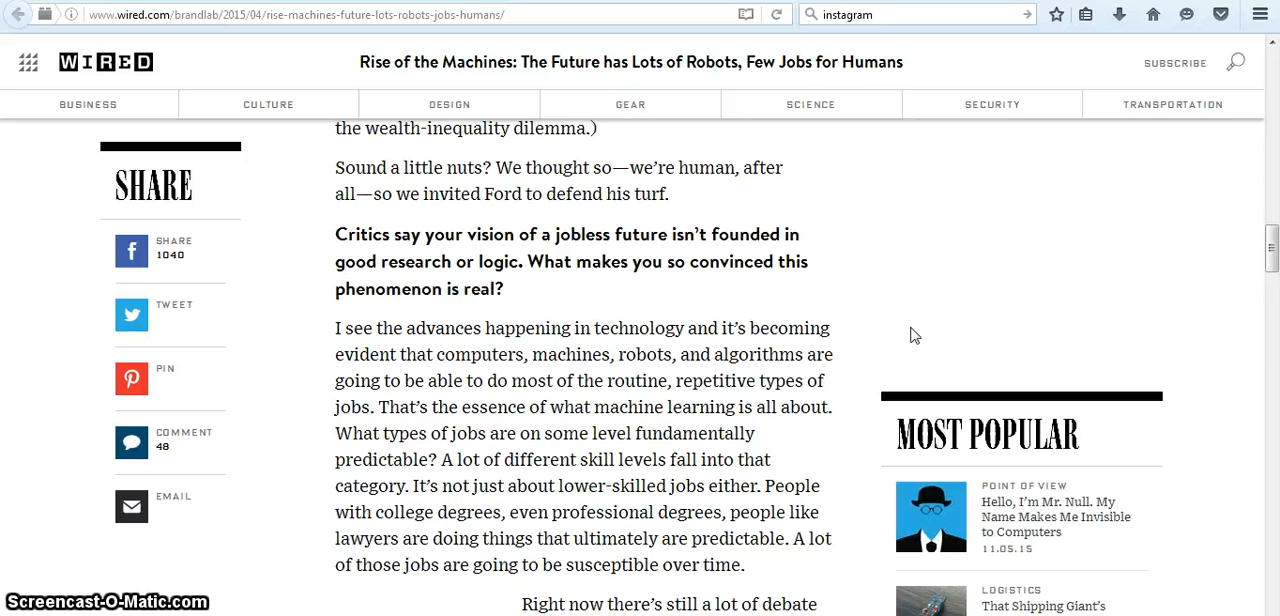 www.wired.com/brandlab/2015/04/rise-machines-future-lots-robots-jobs-humans/
instagram
WIRED
Rise of the Machines: The Future has Lots of Robots, Few Jobs for Humans
SUBSCRIBE
BUSINESS
CULTURE
DESIGN
GEAR
SCIENCE
SECURITY
TRANSPORTATION
the wealth-inequality dilemma.)
Sound a little nuts? We thought so—we’re human, after
all—so we invited Ford to defend his turf.
Critics say your vision of a jobless future isn’t founded in
good research or logic. What makes you so convinced this
phenomenon is real?
I see the advances happening in technology and it’s becoming
evident that computers, machines, robots, and algorithms are
going to be able to do most of the routine, repetitive types of
jobs. That’s the essence of what machine learning is all about.
What types of jobs are on some level fundamentally
predictable? A lot of different skill levels fall into that
category. It’s not just about lower-skilled jobs either. People
with college degrees, even professional degrees, people like
lawyers are doing things that ultimately are predictable. A lot
of those jobs are going to be susceptible over time.
Right now there’s still a lot of debate
SHARE
f
SHARE
1040
TWEET
PIN
COMMENT
48
EMAIL
MOST POPULAR
POINT OF VIEW
Hello, I’m Mr. Null. My
Name Makes Me Invisible
to Computers
11.05.15
LOGISTICS
That Shipping Giant’s
Screencast-O-Matic.com